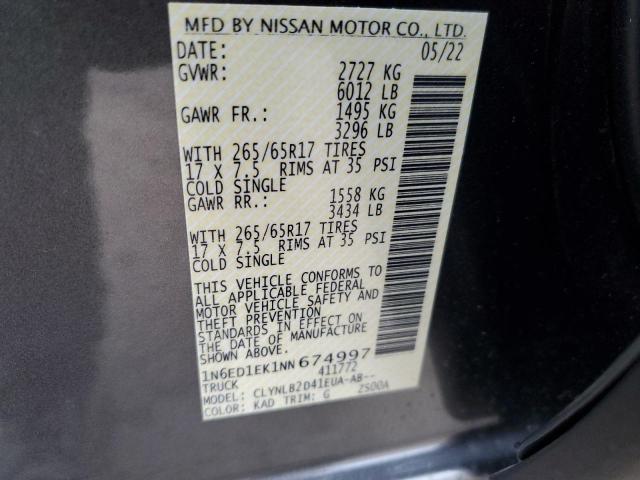 MFD BY NISSAN MOTOR CO., LTD.
DATE: 05/22
GVWR: 2727 KG
6012 LB
GAWR FR.: 1495 KG
3296 LB
WITH 265/65R17 TIRES
17 X 7.5 RIMS AT 35 PSI
COLD SINGLE
GAWR RR.: 1558 KG
3434 LB
WITH 265/65R17 TIRES
17 X 7.5 RIMS AT 35 PSI
COLD SINGLE
THIS VEHICLE CONFORMS TO
ALL APPLICABLE FEDERAL
MOTOR VEHICLE SAFETY AND
THEFT PREVENTION
STANDARDS IN EFFECT ON
THE DATE OF MANUFACTURE
SHOWN ABOVE.
1N6ED1EK1NN674997
TRUCK 411772
MODEL: CLYNLB2D41EUA-AB--
COLOR: KAD TRIM: G ZS00A